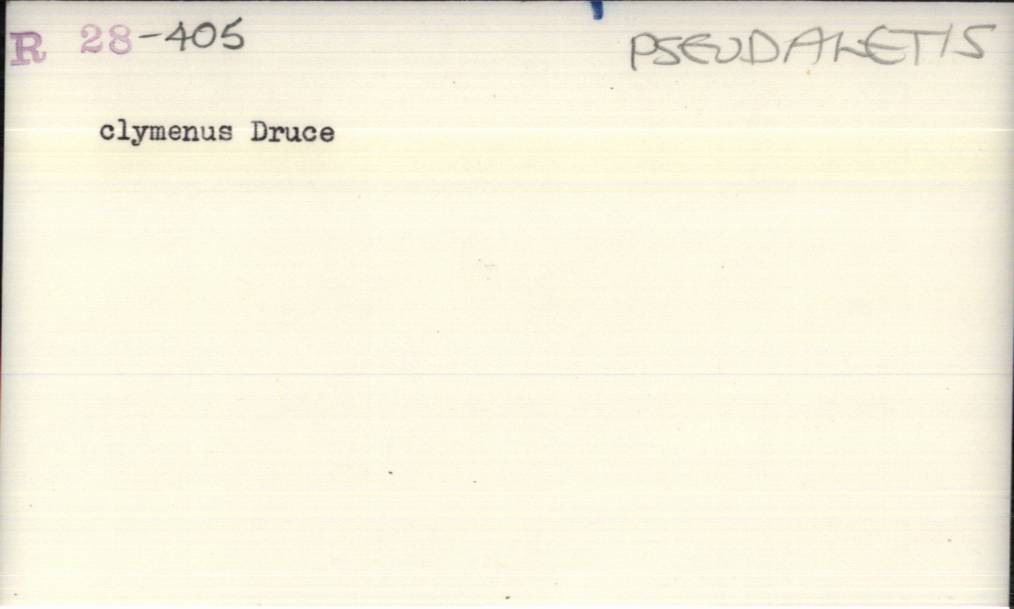 R 28-405
PSEUDALETIS
clymenus Druce